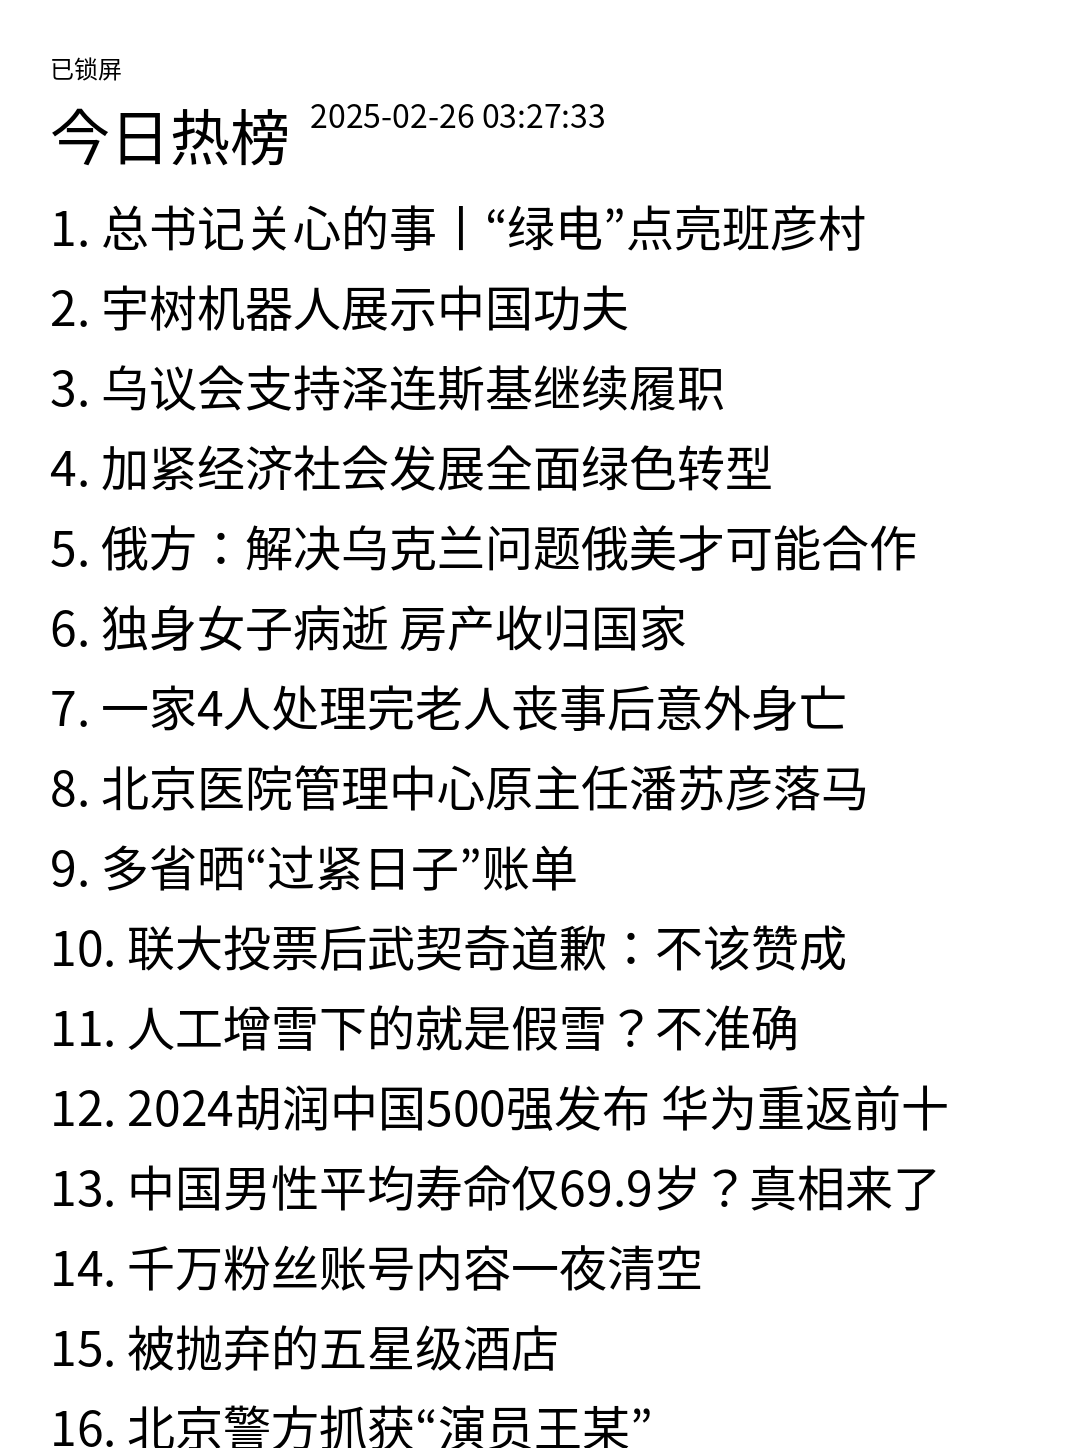 已锁屏
今日热榜 2025-02-26 03:27:33
1. 总书记关心的事丨“绿电”点亮班彦村
2. 宇树机器人展示中国功夫
3. 乌议会支持泽连斯基继续履职
4. 加紧经济社会发展全面绿色转型
5. 俄方：解决乌克兰问题俄美才可能合作
6. 独身女子病逝 房产收归国家
7. 一家4人处理完老人丧事后意外身亡
8. 北京医院管理中心原主任潘苏彦落马
9. 多省晒“过紧日子”账单
10. 联大投票后武契奇道歉：不该赞成
11. 人工增雪下的就是假雪？不准确
12. 2024胡润中国500强发布 华为重返前十
13. 中国男性平均寿命仅69.9岁？真相来了
14. 千万粉丝账号内容一夜清空
15. 被抛弃的五星级酒店
16. 北京警方抓获“演员王某”